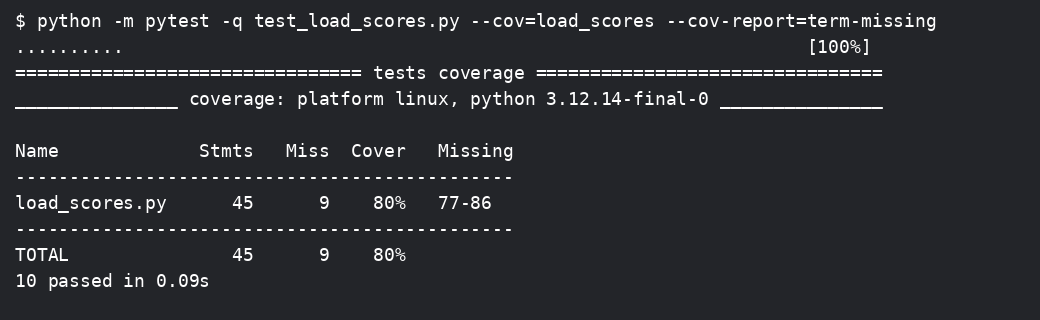 $ python -m pytest -q test_load_scores.py --cov=load_scores --cov-report=term-missing
..........                                                               [100%]
================================ tests coverage ================================
_______________ coverage: platform linux, python 3.12.14-final-0 _______________

Name             Stmts   Miss  Cover   Missing
----------------------------------------------
load_scores.py      45      9    80%   77-86
----------------------------------------------
TOTAL               45      9    80%
10 passed in 0.09s